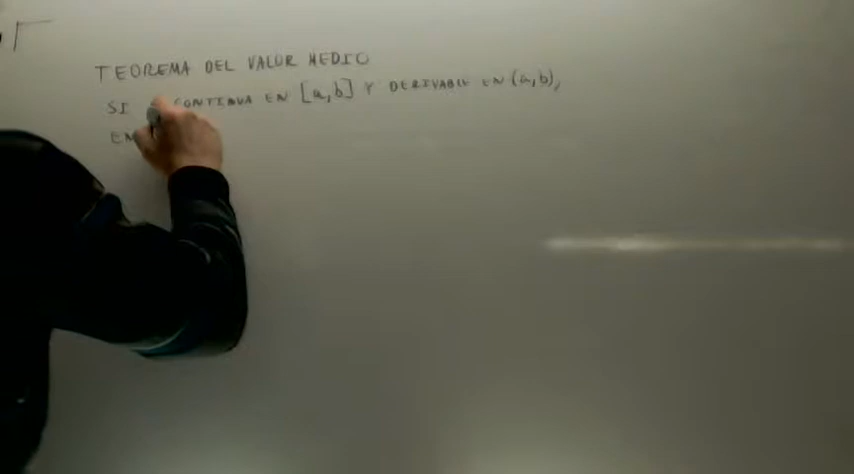 TEOREMA DEL VALOR MEDIO
SI CONTINUA EN [a,b] Y DERIVABLE EN (a,b),
EN